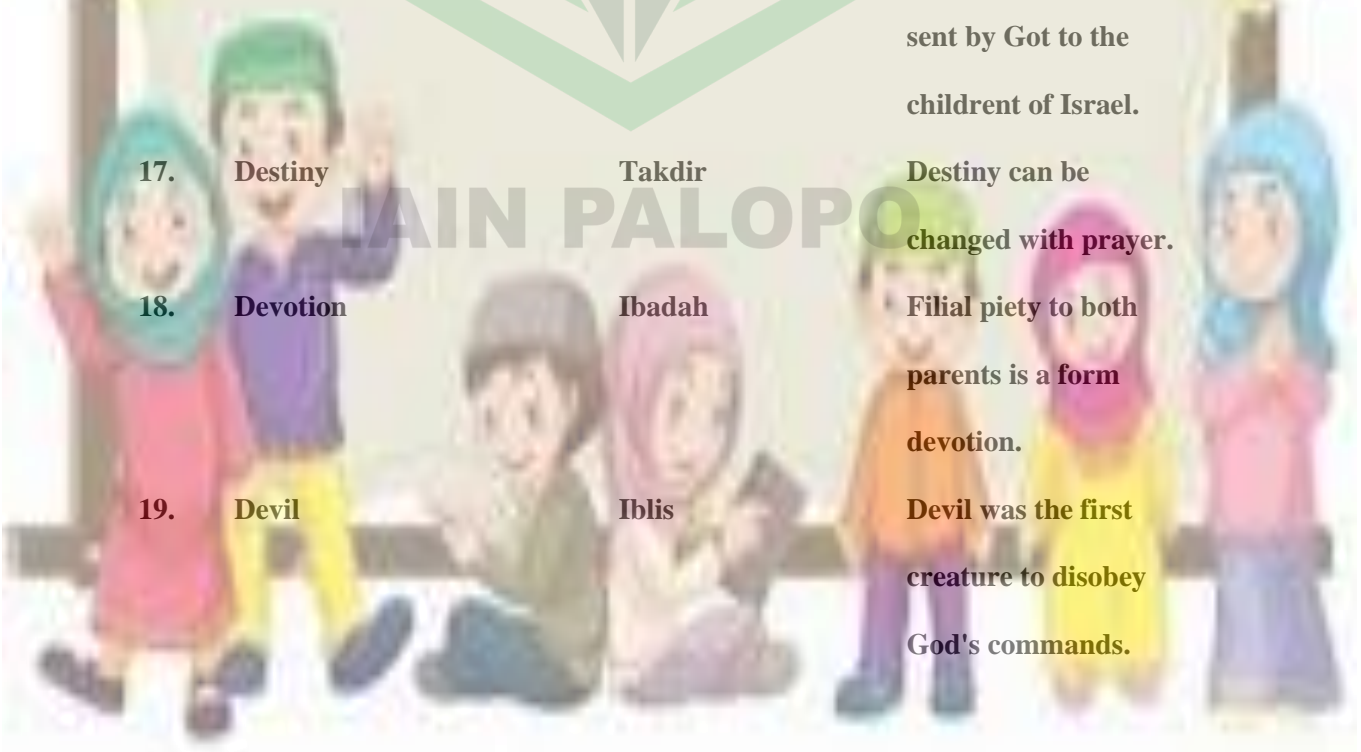 sent by Got to the
childrent of Israel.
17. Destiny Takdir Destiny can be
IAIN PALOPO
changed with prayer.
18. Devotion Ibadah Filial piety to both
parents is a form
devotion.
19. Devil Iblis Devil was the first
creature to disobey
God's commands.